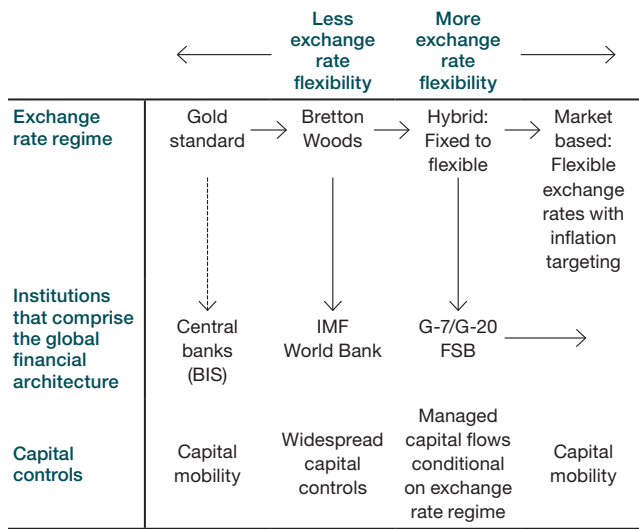 Less
exchange
rate
flexibility
More
exchange
rate
flexibility
Exchange
rate regime
Gold
standard
Bretton
Woods
Hybrid:
Fixed to
flexible
Market
based:
Flexible
exchange
rates with
inflation
targeting
Institutions
that comprise
the global
financial
architecture
Central
banks
(BIS)
IMF
World Bank
G-7/G-20
FSB
Capital
controls
Capital
mobility
Widespread
capital
controls
Managed
capital flows
conditional
on exchange
rate regime
Capital
mobility